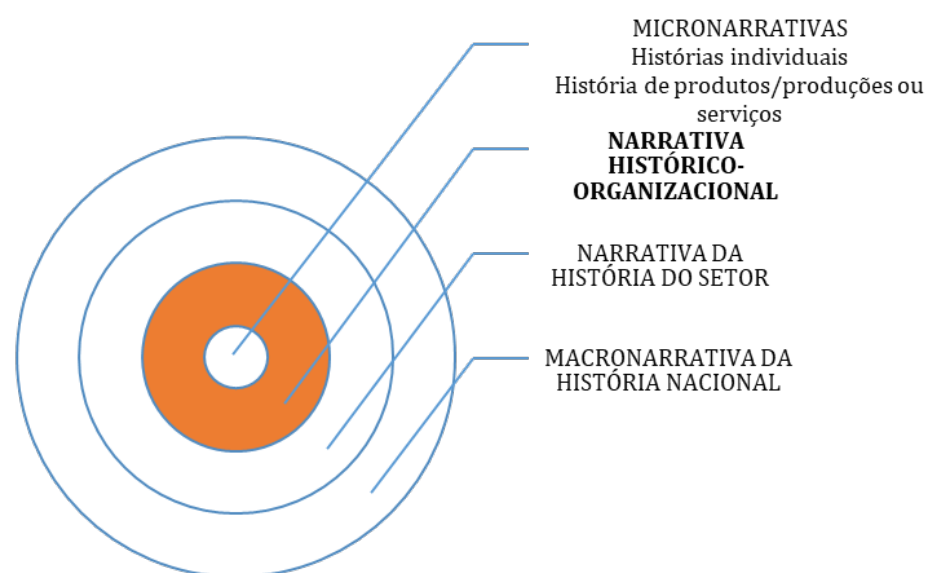 MICRONARRATIVAS
Histórias individuais
História de produtos/produções ou
serviços
NARRATIVA
HISTÓRICO-
ORGANIZACIONAL
NARRATIVA DA
HISTÓRIA DO SETOR
MACRONARRATIVA DA
HISTÓRIA NACIONAL